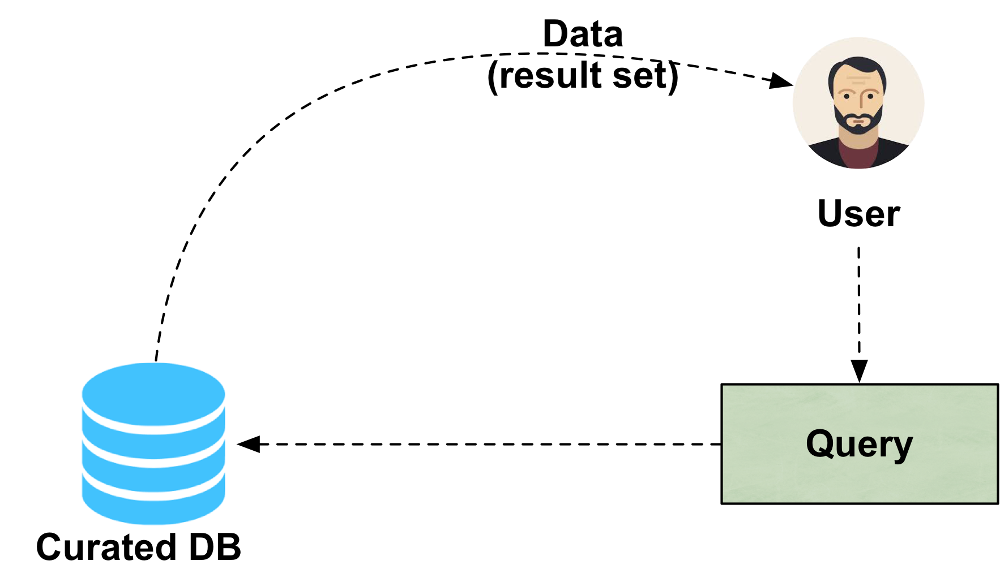 Data
(result set)
User
Query
Curated DB